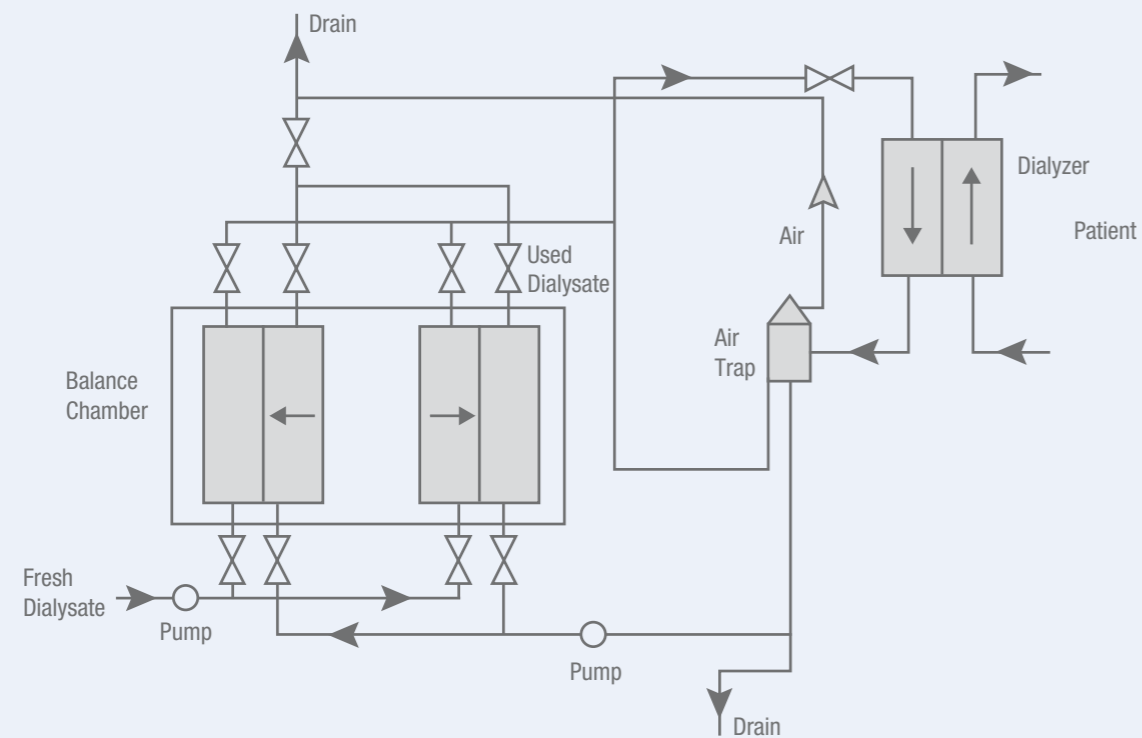 Drain
Dialyzer
Patient
Air
Used
Dialysate
Air
Trap
Balance
Chamber
Fresh
Dialysate
Pump
Pump
Drain